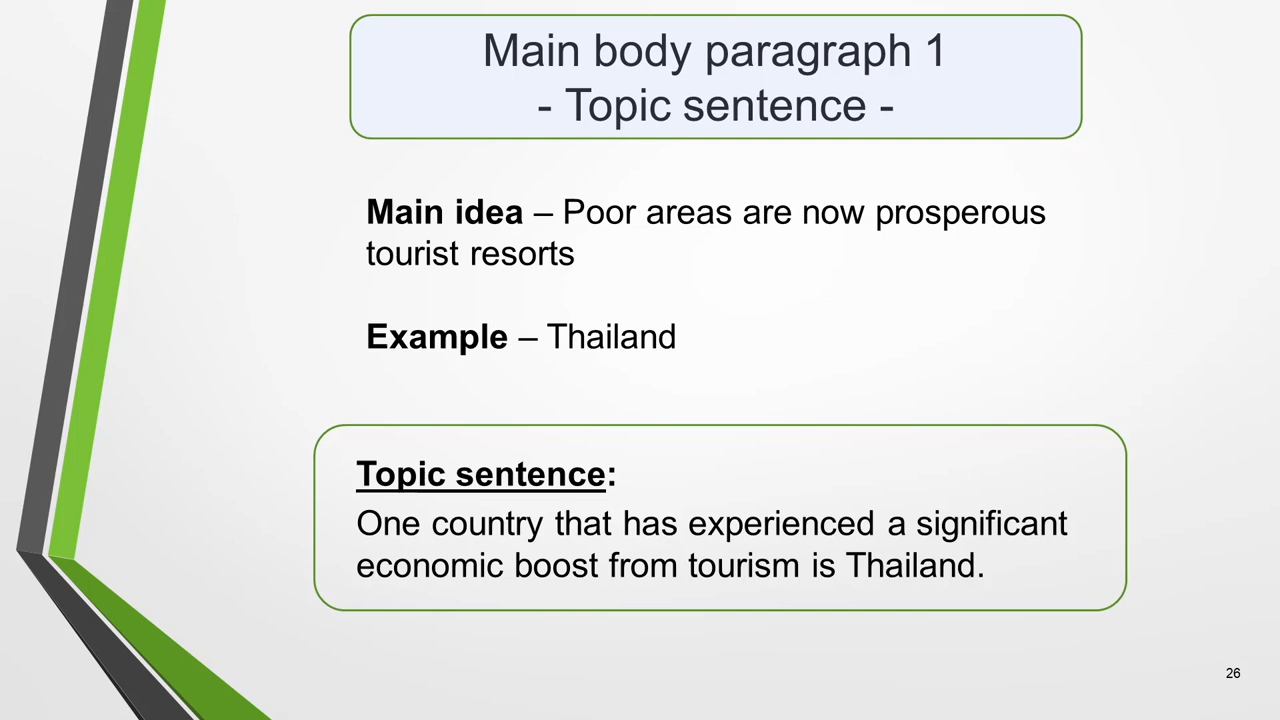 Main body paragraph 1
- Topic sentence -
Main idea – Poor areas are now prosperous
tourist resorts
Example – Thailand
Topic sentence:
One country that has experienced a significant
economic boost from tourism is Thailand.
26